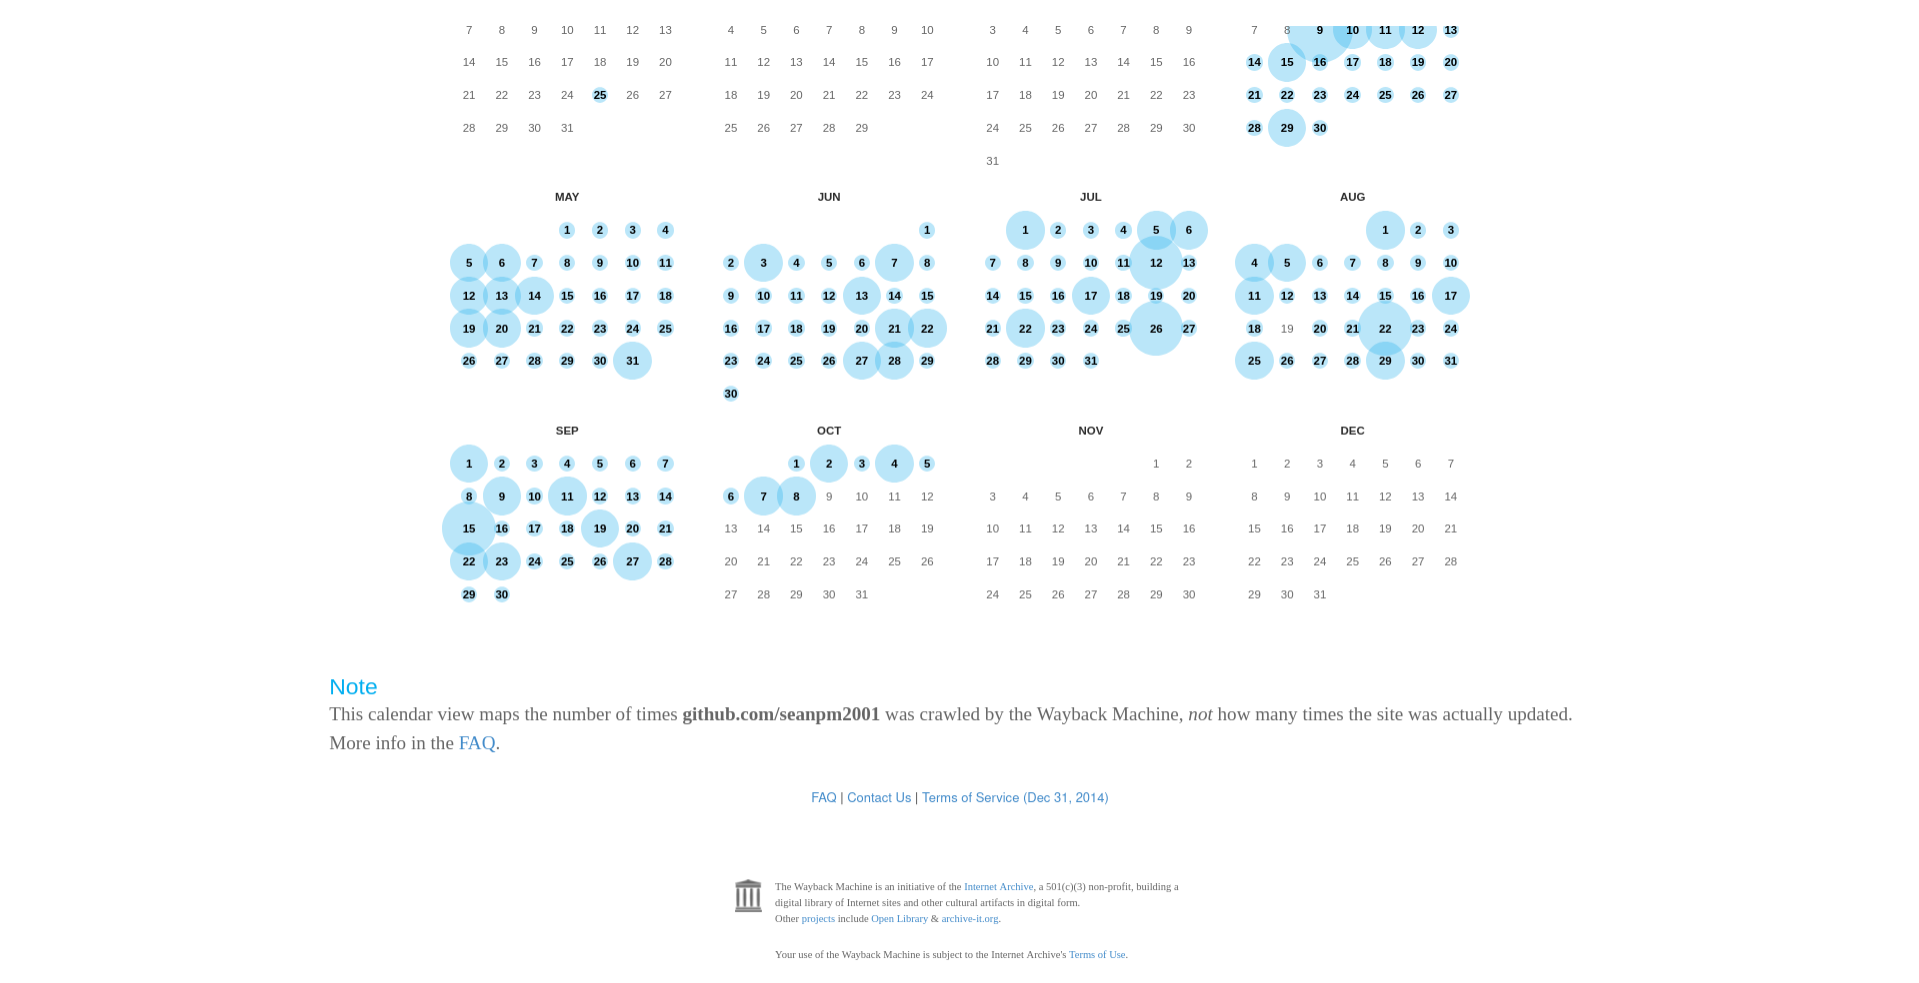 7 8 9 10 11 12 13 4 5 6 7 8 9 10 3 4 5 6 7 8 9 7 8 9 10 11 12 13
14 15 16 17 18 19 20 11 12 13 14 15 16 17 10 11 12 13 14 15 16 14 15 16 17 18 19 20
21 22 23 24 25 26 27 18 19 20 21 22 23 24 17 18 19 20 21 22 23 21 22 23 24 25 26 27
28 29 30 31 25 26 27 28 29 24 25 26 27 28 29 30 28 29 30
31
MAY JUN JUL AUG
1 2 3 4 1 1 2 3 4 5 6 1 2 3
5 6 7 8 9 10 11 2 3 4 5 6 7 8 7 8 9 10 11 12 13 4 5 6 7 8 9 10
12 13 14 15 16 17 18 9 10 11 12 13 14 15 14 15 16 17 18 19 20 11 12 13 14 15 16 17
19 20 21 22 23 24 25 16 17 18 19 20 21 22 21 22 23 24 25 26 27 18 19 20 21 22 23 24
26 27 28 29 30 31 23 24 25 26 27 28 29 28 29 30 31 25 26 27 28 29 30 31
30
SEP OCT NOV DEC
1 2 3 4 5 6 7 1 2 3 4 5 1 2 1 2 3 4 5 6 7
8 9 10 11 12 13 14 6 7 8 9 10 11 12 3 4 5 6 7 8 9 8 9 10 11 12 13 14
15 16 17 18 19 20 21 13 14 15 16 17 18 19 10 11 12 13 14 15 16 15 16 17 18 19 20 21
22 23 24 25 26 27 28 20 21 22 23 24 25 26 17 18 19 20 21 22 23 22 23 24 25 26 27 28
29 30 27 28 29 30 31 24 25 26 27 28 29 30 29 30 31
Note
This calendar view maps the number of times github.com/seanpm2001 was crawled by the Wayback Machine, not how many times the site was actually updated.
More info in the FAQ.
FAQ | Contact Us | Terms of Service (Dec 31, 2014)
The Wayback Machine is an initiative of the Internet Archive, a 501(c)(3) non-profit, building a
digital library of Internet sites and other cultural artifacts in digital form.
Other projects include Open Library & archive-it.org.
Your use of the Wayback Machine is subject to the Internet Archive's Terms of Use.